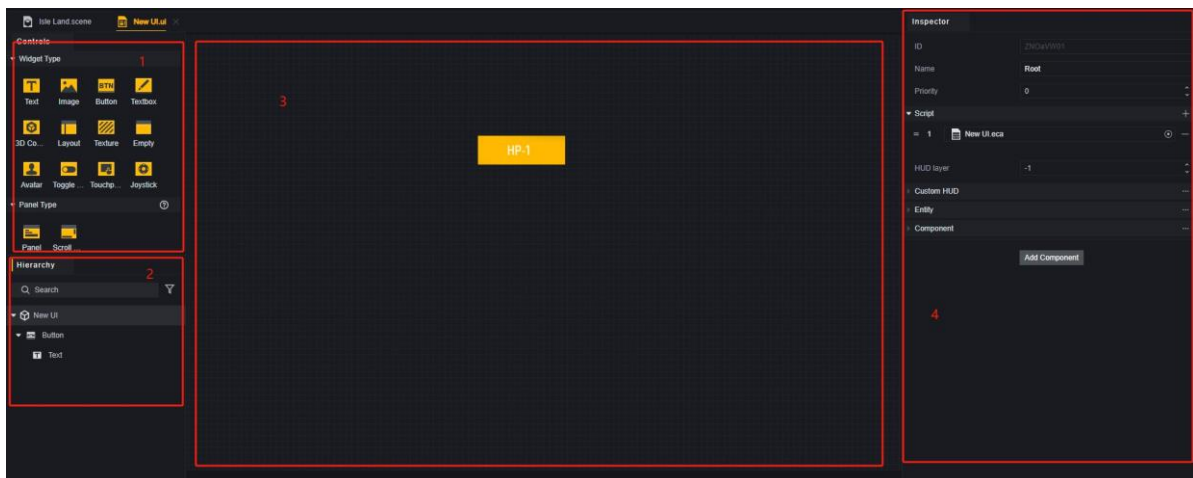 Isle Land.scene
New UI.ui
Controls
1
Widget Type
Text
Image
Button
Textbox
3D Co...
Layout
Texture
Empty
Avatar
Toggle ...
Touchp...
Joystick
Panel Type
Panel
Scroll ...
Hierarchy
2
Search
New UI
Button
Text
3
HP-1
Inspector
ID
Name
Root
Priority
0
Script
1
New UI.eca
HUD layer
-1
Custom HUD
Entity
Component
Add Component
4